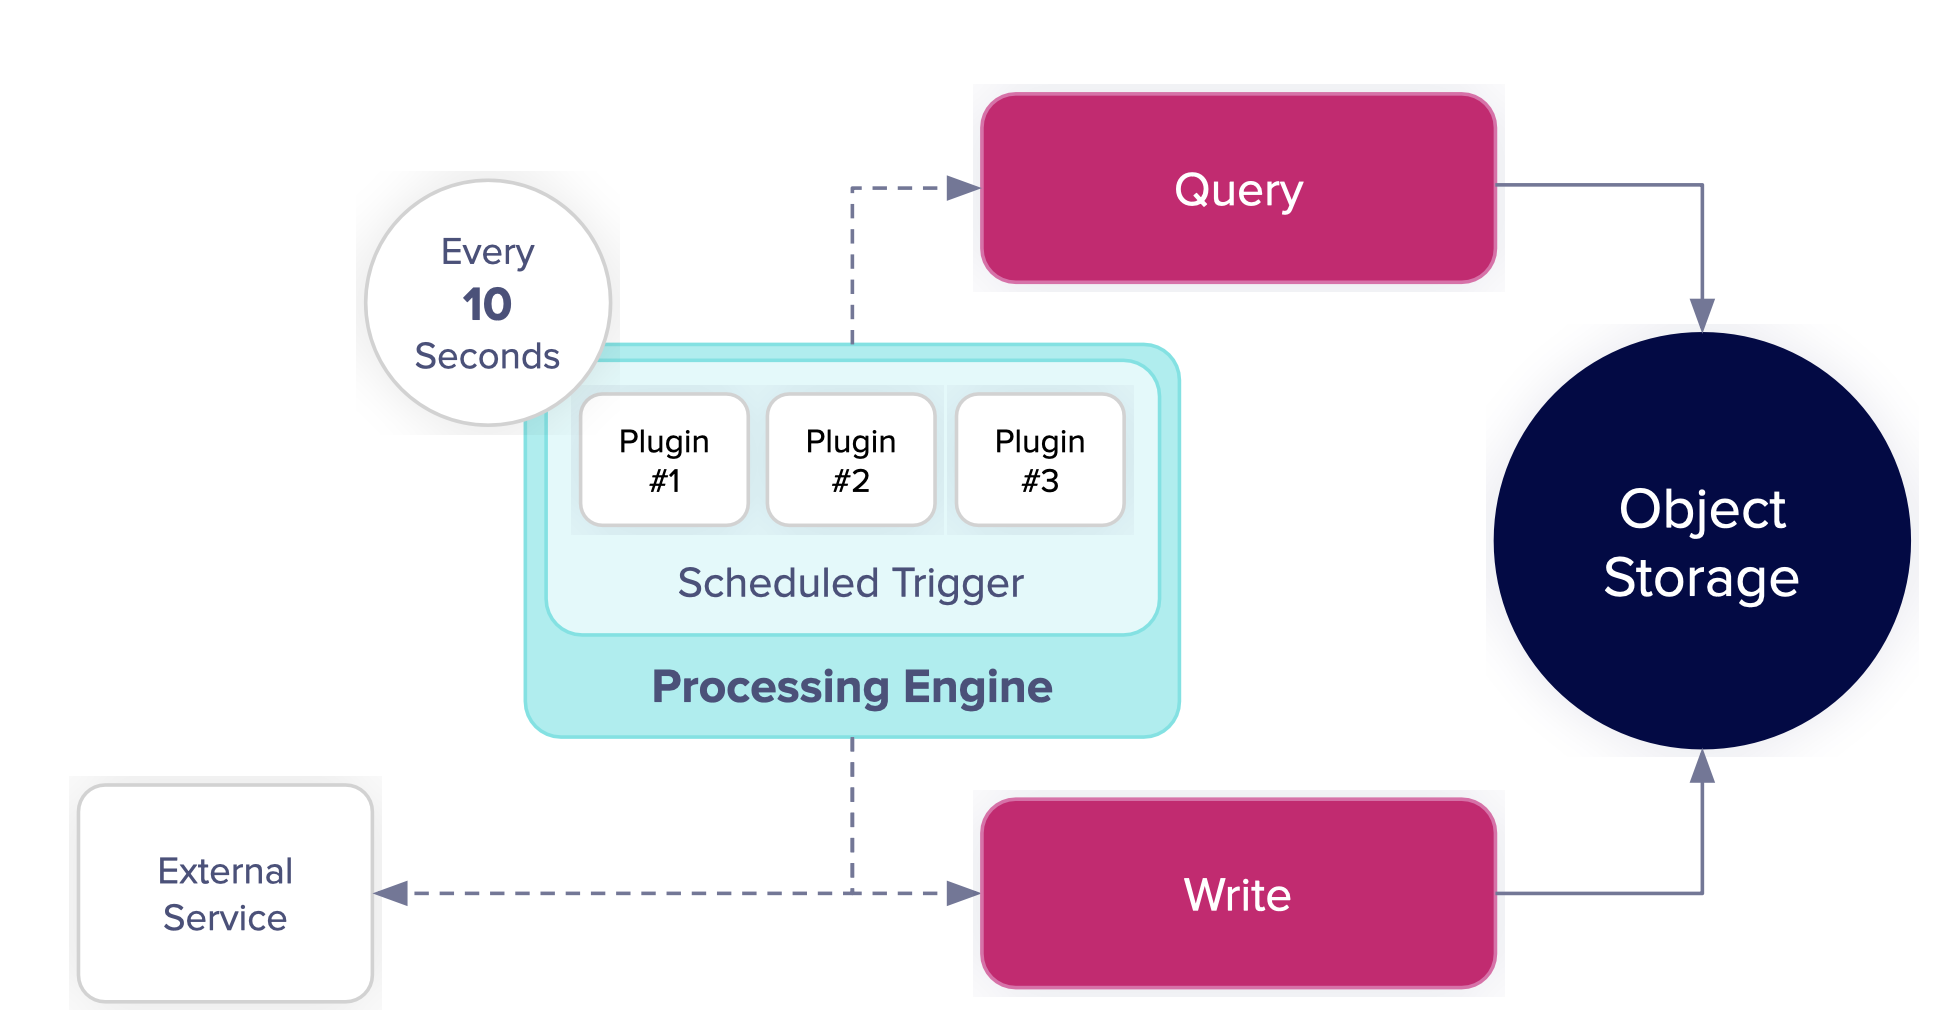 Query
Every
10
Seconds
Plugin
#1
Plugin
#2
Plugin
#3
Scheduled Trigger
Processing Engine
Object
Storage
External
Service
Write